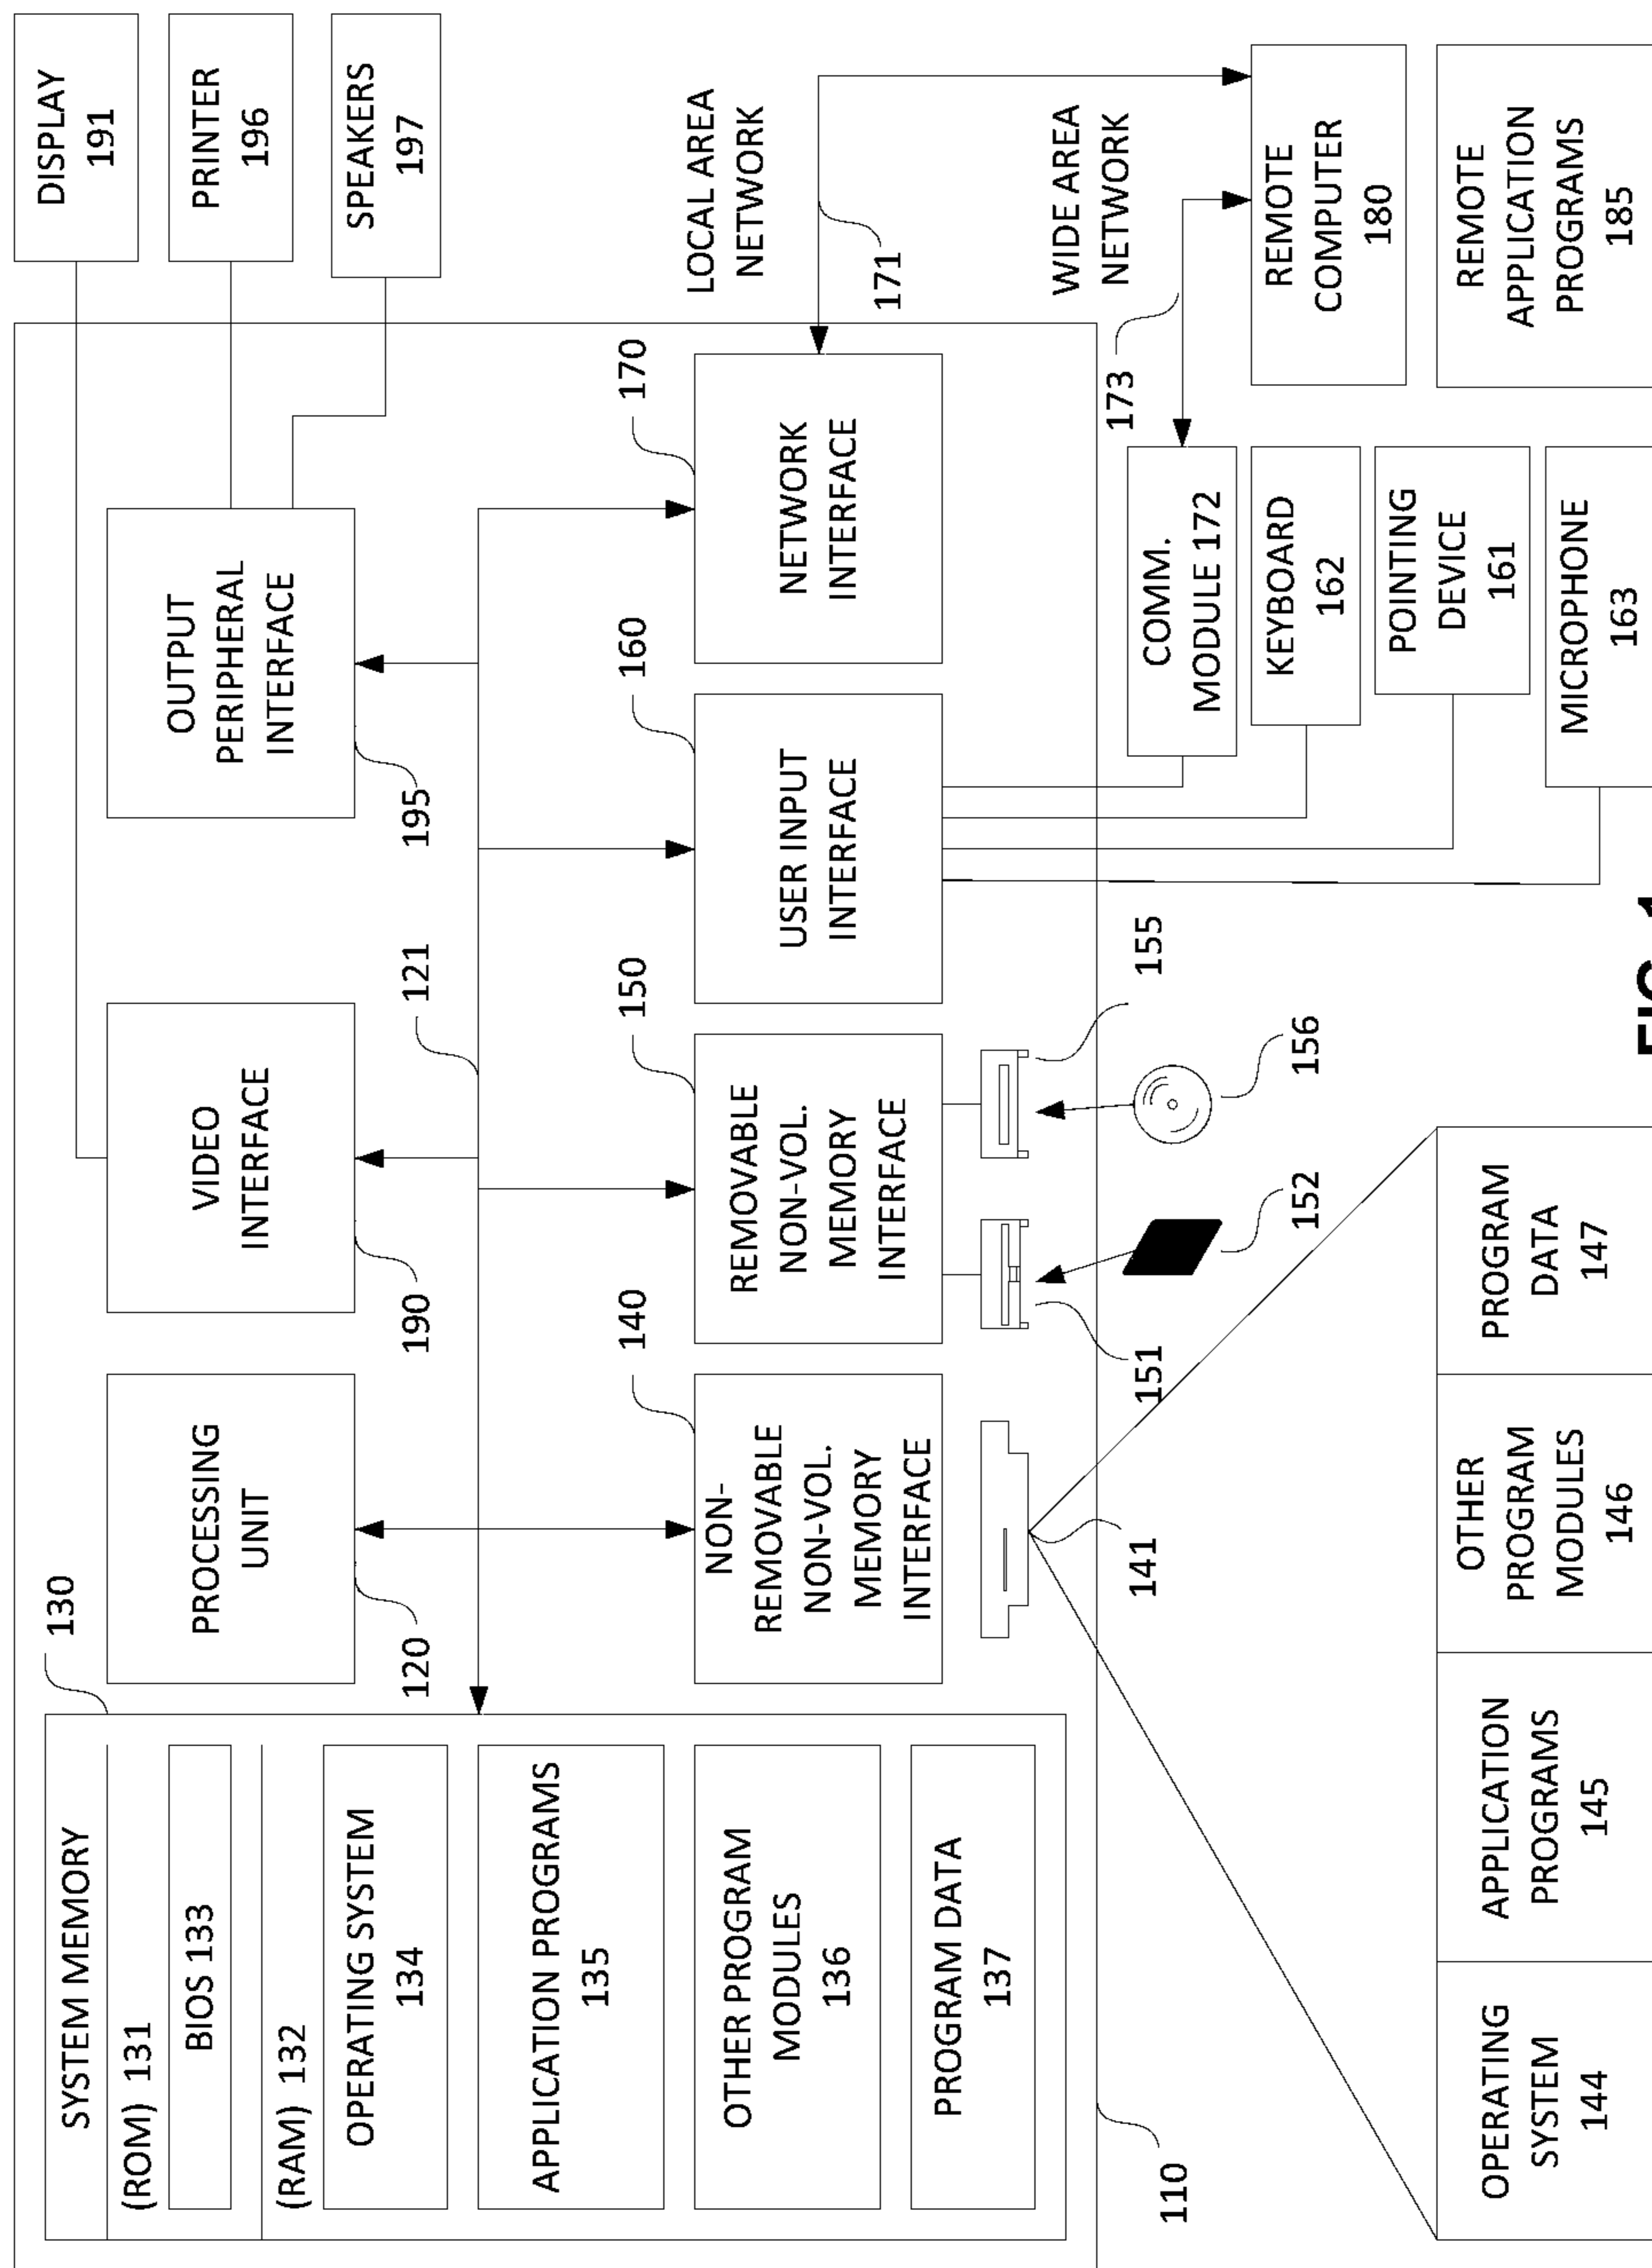 SYSTEM MEMORY
130
(ROM) 131
BIOS 133
(RAM) 132
OPERATING SYSTEM
134
APPLICATION PROGRAMS
135
OTHER PROGRAM
MODULES
136
PROGRAM DATA
137
PROCESSING
UNIT
120
VIDEO
INTERFACE
190
121
OUTPUT
PERIPHERAL
INTERFACE
195
DISPLAY
191
PRINTER
196
SPEAKERS
197
140
NON-
REMOVABLE
NON-VOL.
MEMORY
INTERFACE
150
REMOVABLE
NON-VOL.
MEMORY
INTERFACE
160
USER INPUT
INTERFACE
170
NETWORK
INTERFACE
LOCAL AREA
NETWORK
171
WIDE AREA
NETWORK
173
110
141
151
152
155
156
COMM.
MODULE 172
KEYBOARD
162
POINTING
DEVICE
161
MICROPHONE
163
REMOTE
COMPUTER
180
REMOTE
APPLICATION
PROGRAMS
185
OPERATING
SYSTEM
144
APPLICATION
PROGRAMS
145
OTHER
PROGRAM
MODULES
146
PROGRAM
DATA
147
FIG. 1